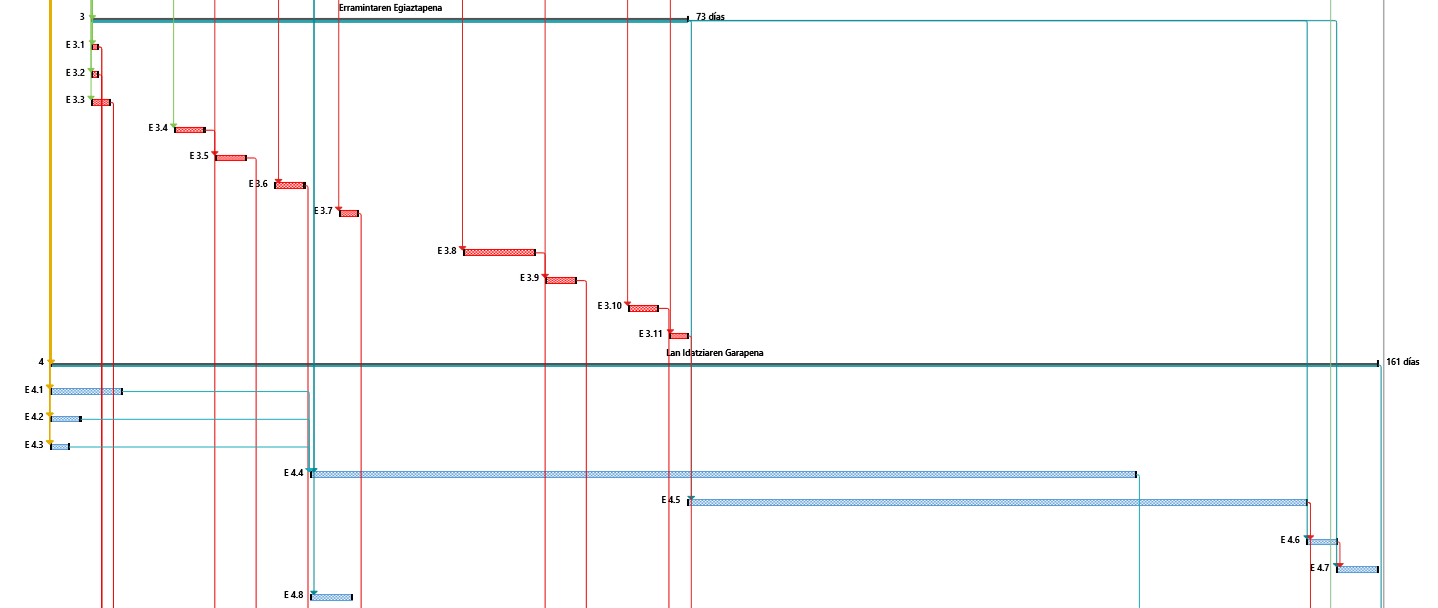 Erramintaren Egiaztapena
3 73 días
E 3.1
E 3.2
E 3.3
E 3.4
E 3.5
E 3.6
E 3.7
E 3.8
E 3.9
E 3.10
E 3.11
Lan Idatziaren Garapena
4 161 días
E 4.1
E 4.2
E 4.3
E 4.4
E 4.5
E 4.6
E 4.7
E 4.8